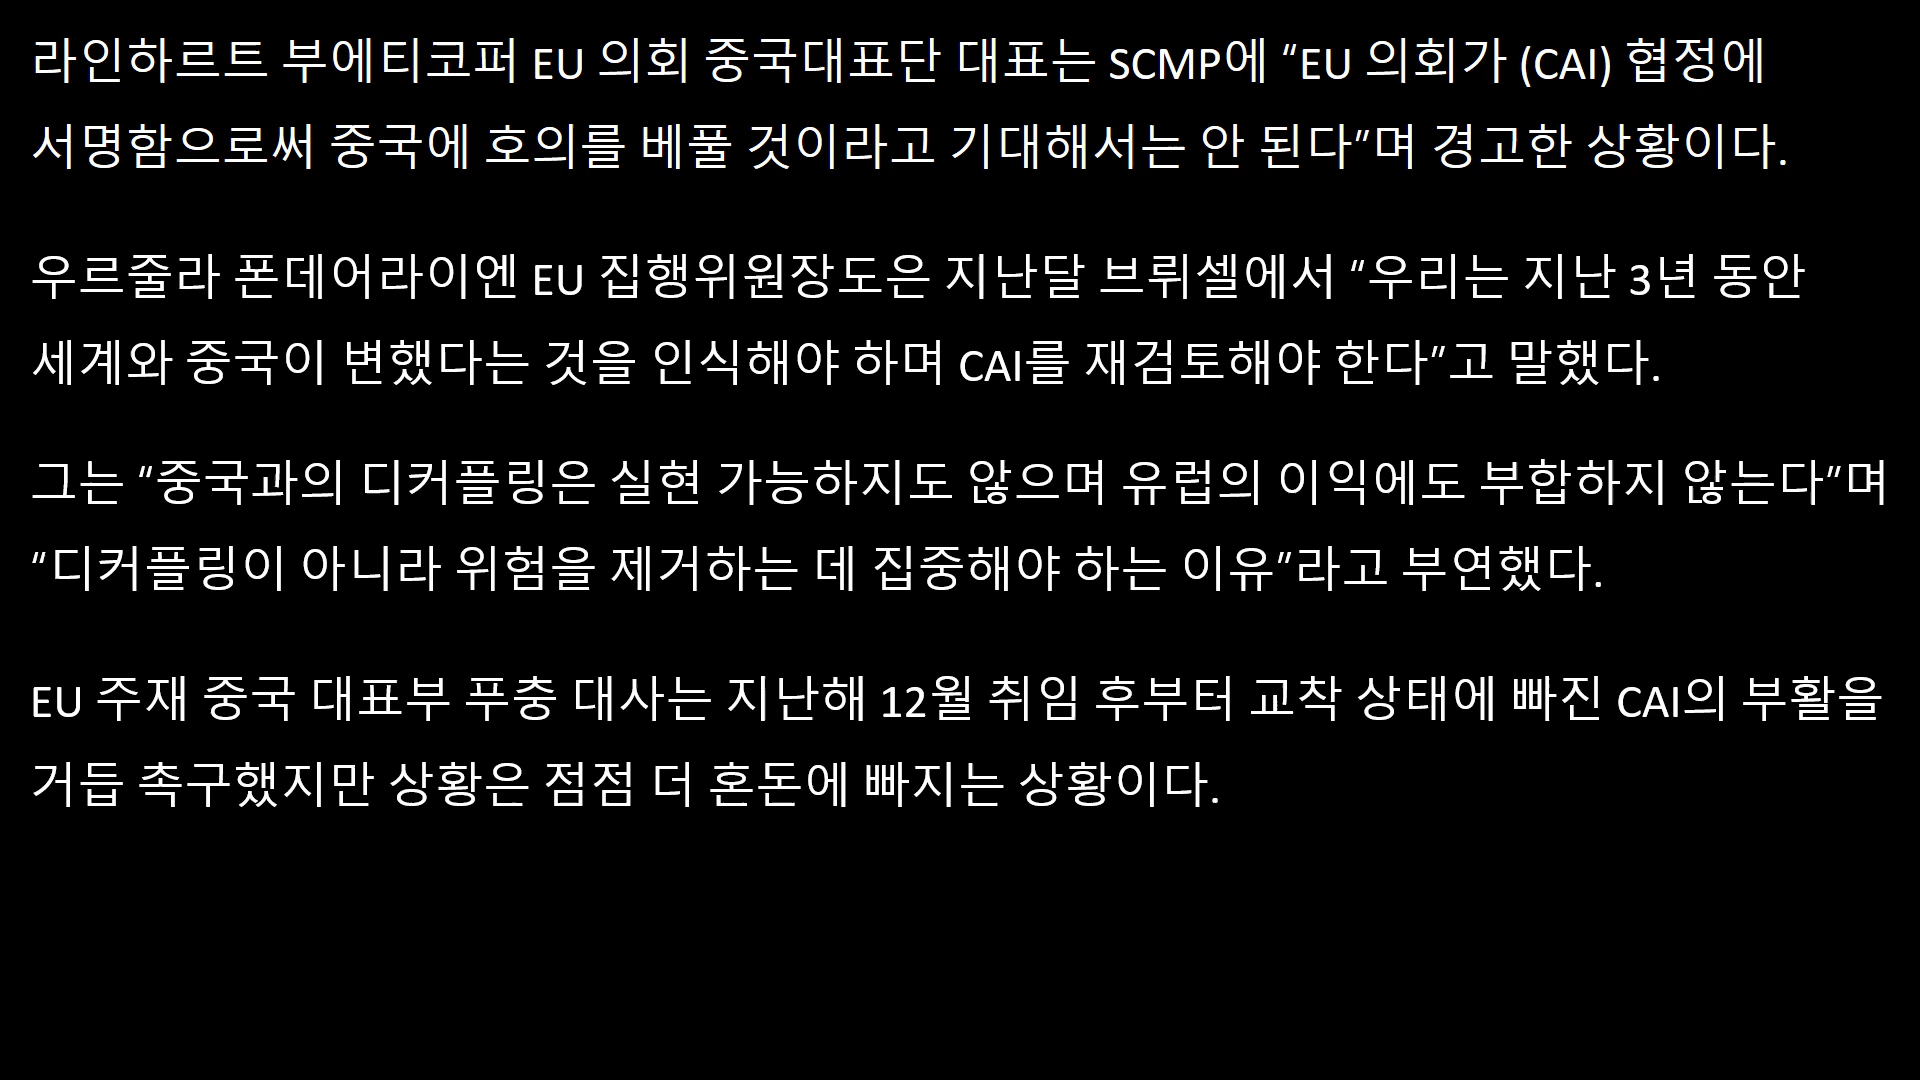 라인하르트 부에티코퍼 EU 의회 중국대표단 대표는 SCMP에 “EU 의회가 (CAI) 협정에
서명함으로써 중국에 호의를 베풀 것이라고 기대해서는 안 된다”며 경고한 상황이다.
우르줄라 폰데어라이엔 EU 집행위원장도은 지난달 브뤼셀에서 “우리는 지난 3년 동안
세계와 중국이 변했다는 것을 인식해야 하며 CAI를 재검토해야 한다”고 말했다.
그는 “중국과의 디커플링은 실현 가능하지도 않으며 유럽의 이익에도 부합하지 않는다”며
“디커플링이 아니라 위험을 제거하는 데 집중해야 하는 이유”라고 부연했다.
EU 주재 중국 대표부 푸충 대사는 지난해 12월 취임 후부터 교착 상태에 빠진 CAI의 부활을
거듭 촉구했지만 상황은 점점 더 혼돈에 빠지는 상황이다.